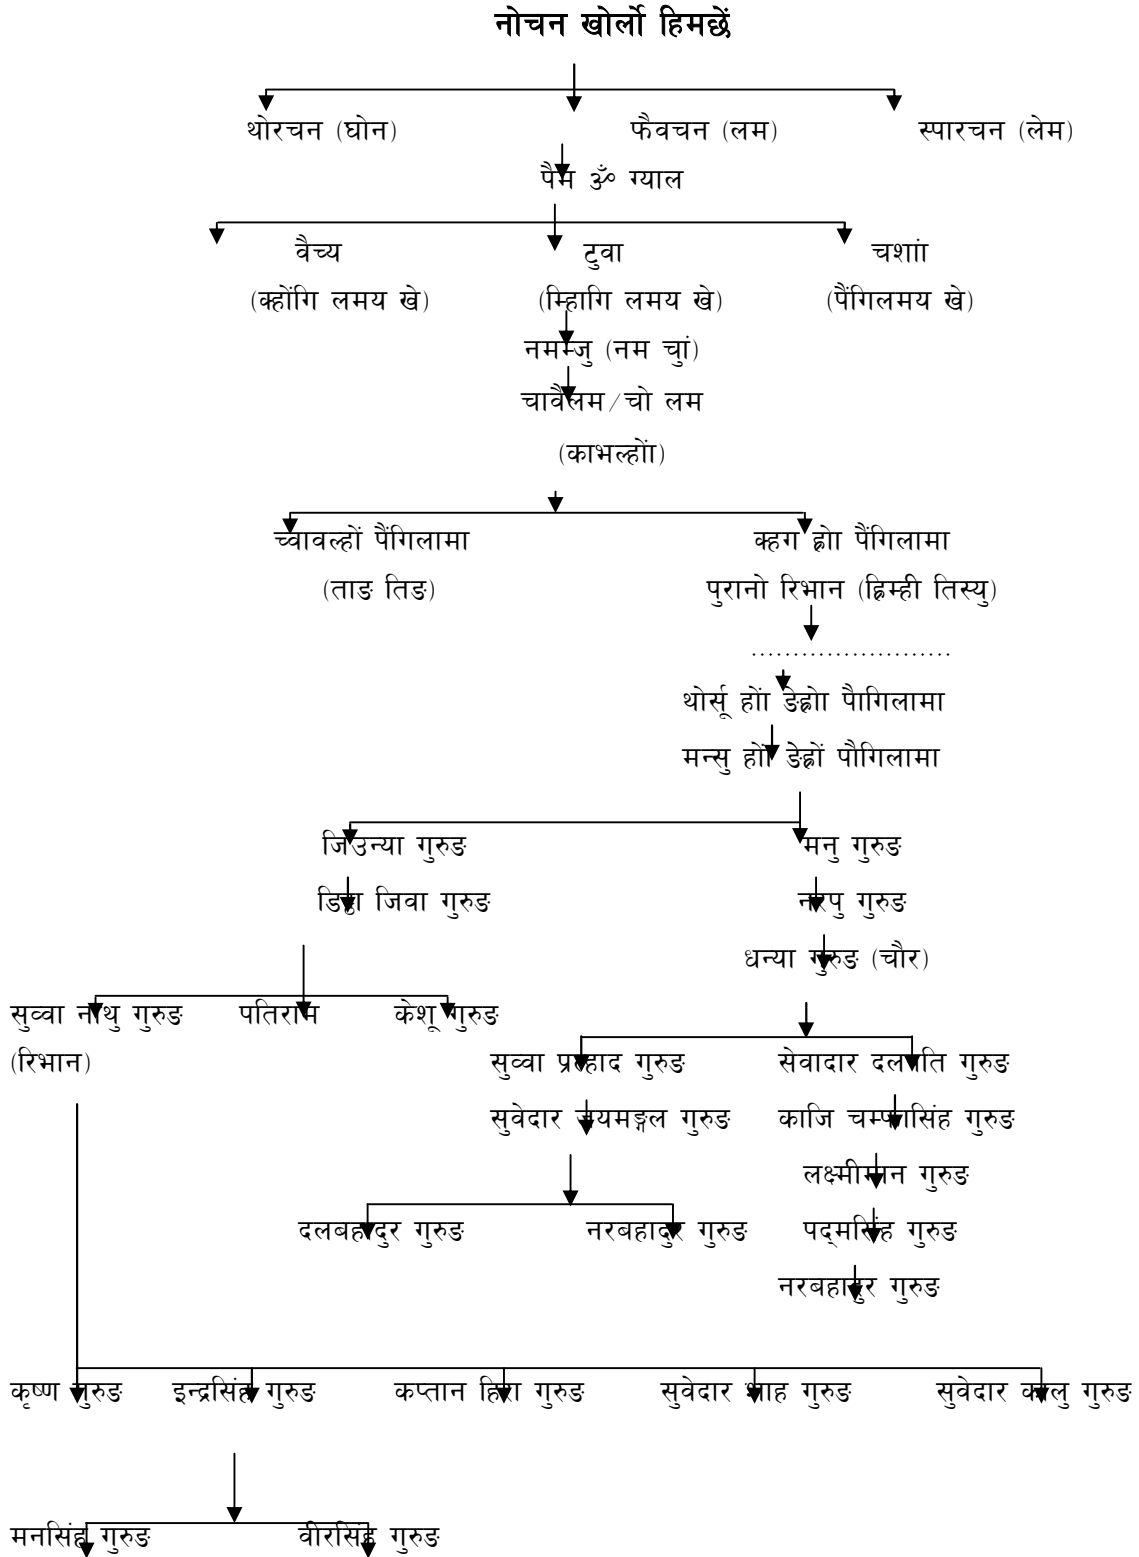 नोचन खोर्लो हिमछें
थोरचन (घोन) फैवचन (लम) स्पारचन (लेम)
पैम ॐ ग्याल
वैच्य टुवा चशाां
(क्होंगि लमय खे) (म्हिागि लमय खे) (पैंगिलमय खे)
नमम्जु (नम चाुं)
चावैलम/चो लम
(काभल्होां)
च्वावल्हों पैंगिलामा क्हग ह्रोा पैंगिलामा
(ताङ तिङ) पुरानो रिभान (ह्रिम्ही तिस्यु)
.......................
थोर्सू होां ङेह्रोा पैागिलामा
मन्सु हों ङेह्रों पौगिलामा
जिउन्या गुरुङ मनु गुरुङ
जिवा गुरुङ नरपु गुरुङ
धन्या गुरुङ (चौर)
सुव्वा नाथु गुरुङ पतिराम केशू गुरुङ
(रिभान) सुव्वा प्रल्हाद गुरुङ सेवादार दलपति गुरुङ
सुवेदार जयमङ्गल गुरुङ काजि चम्फासिंह गुरुङ
लक्ष्मीमान गुरुङ
दलबहादुर गुरुङ नरबहादुर गुरुङ पद्मसिंह गुरुङ
नरबहादुर गुरुङ
कृष्ण गुरुङ इन्द्रसिंह गुरुङ कप्तान हिरा गुरुङ सुवेदार शाह गुरुङ सुवेदार कालु गुरुङ
मनसिंह गुरुङ वीरसिंह गुरुङ